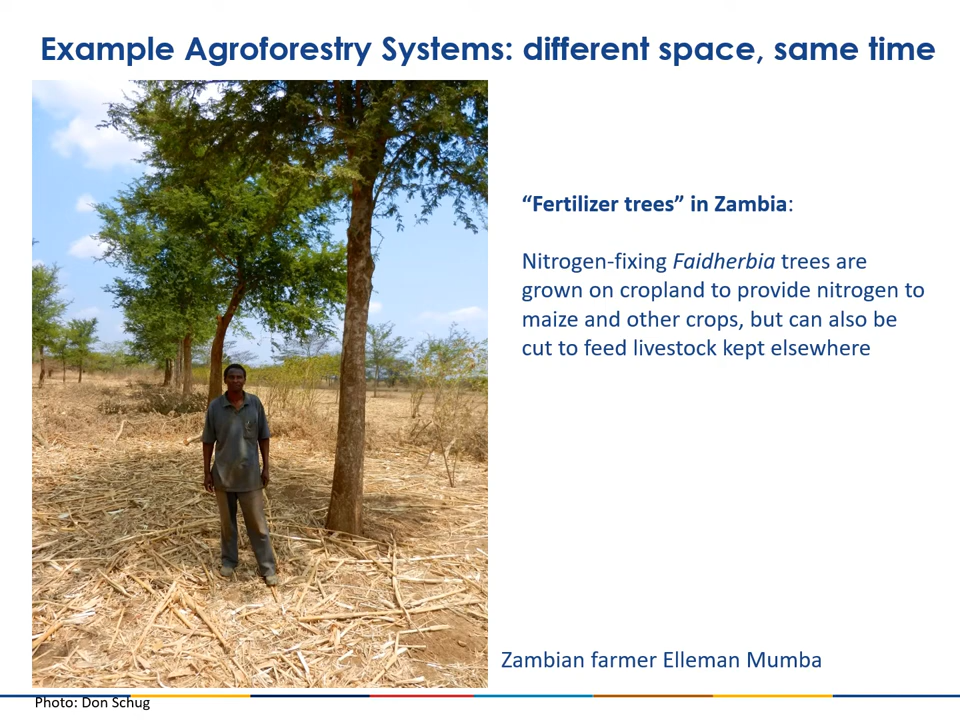 Example Agroforestry Systems: different space, same time
“Fertilizer trees” in Zambia:
Nitrogen-fixing Faidherbia trees are
grown on cropland to provide nitrogen to
maize and other crops, but can also be
cut to feed livestock kept elsewhere
Zambian farmer Elleman Mumba
Photo: Don Schug